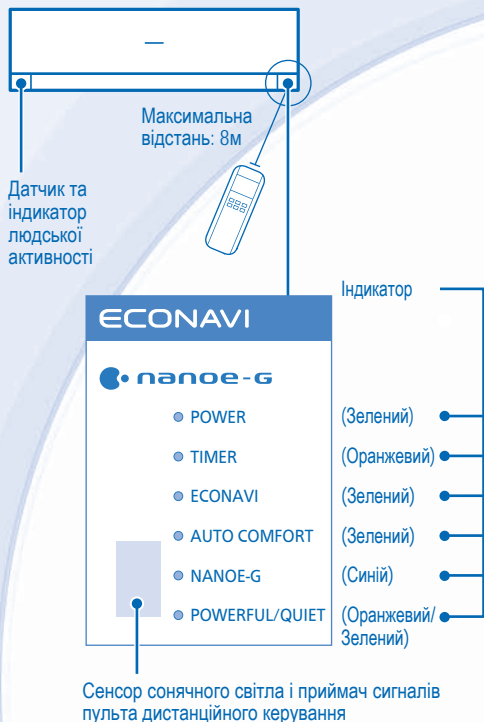 Максимальна
відстань: 8м
Датчик та
індикатор
людської
активності
Індикатор
ECONAVI
nanoe-G
POWER (Зелений)
TIMER (Оранжевий)
ECONAVI (Зелений)
AUTO COMFORT (Зелений)
NANOE-G (Синій)
POWERFUL/QUIET (Оранжевий/
Зелений)
Сенсор сонячного світла і приймач сигналів
пульта дистанційного керування